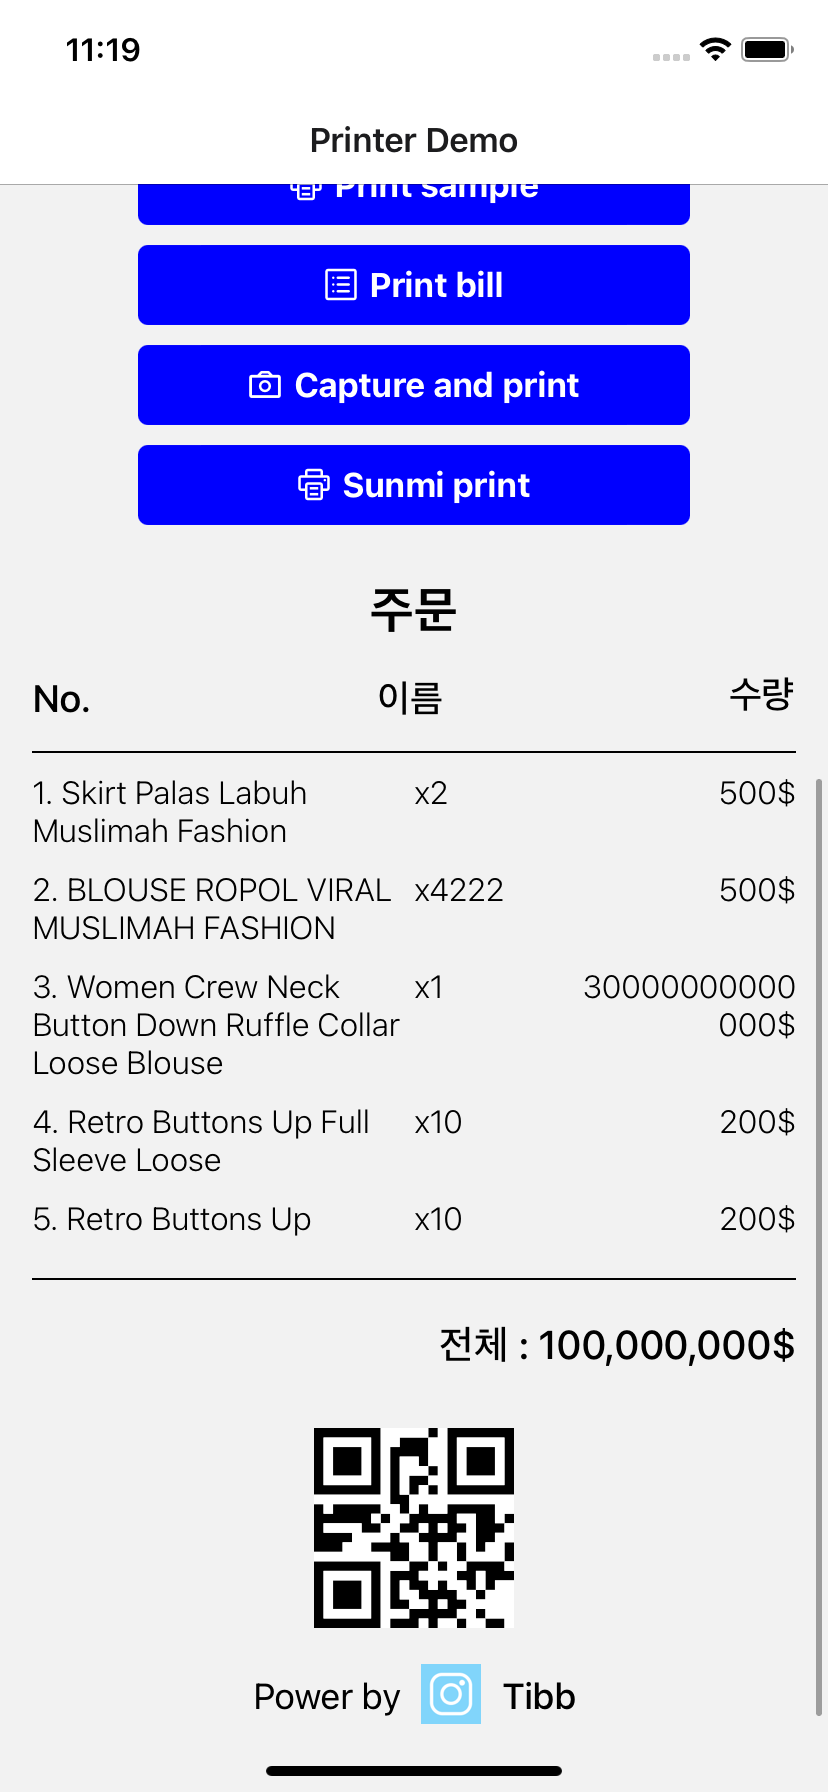 11:19
Printer Demo
Print sample
Print bill
Capture and print
Sunmi print
주문
No. 이름 수량
1. Skirt Palas Labuh x2 500$
Muslimah Fashion
2. BLOUSE ROPOL VIRAL x4222 500$
MUSLIMAH FASHION
3. Women Crew Neck x1 30000000000
Button Down Ruffle Collar 000$
Loose Blouse
4. Retro Buttons Up Full x10 200$
Sleeve Loose
5. Retro Buttons Up x10 200$
전체 : 100,000,000$
Power by Tibb